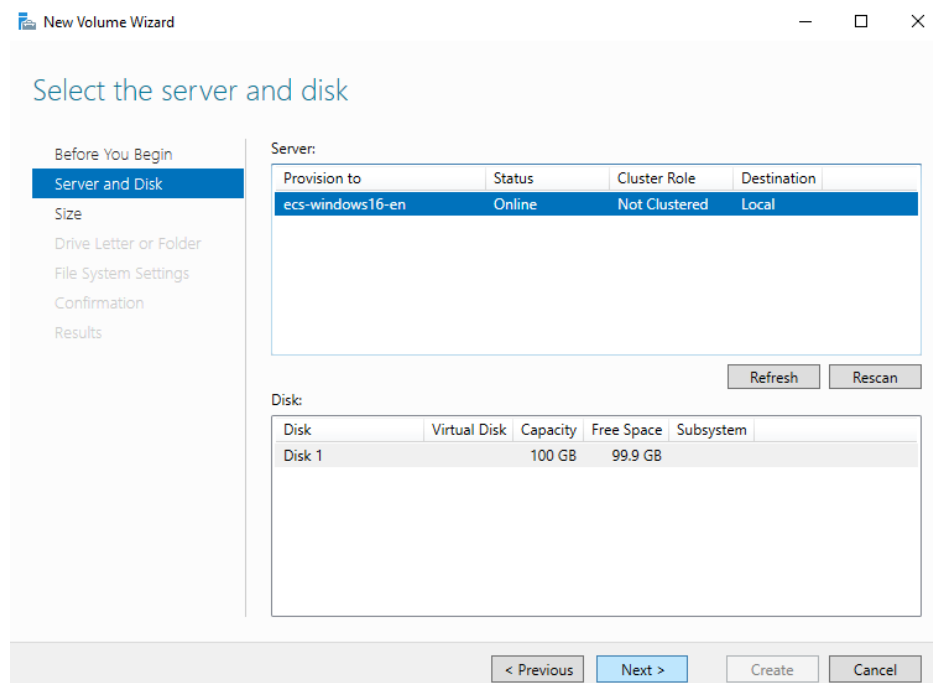 New Volume Wizard
Select the server and disk
Before You Begin
Server and Disk
Size
Drive Letter or Folder
File System Settings
Confirmation
Results
Server:
Provision to Status Cluster Role Destination
ecs-windows16-en Online Not Clustered Local
Refresh Rescan
Disk:
Disk Virtual Disk Capacity Free Space Subsystem
Disk 1 100 GB 99.9 GB
< Previous Next > Create Cancel